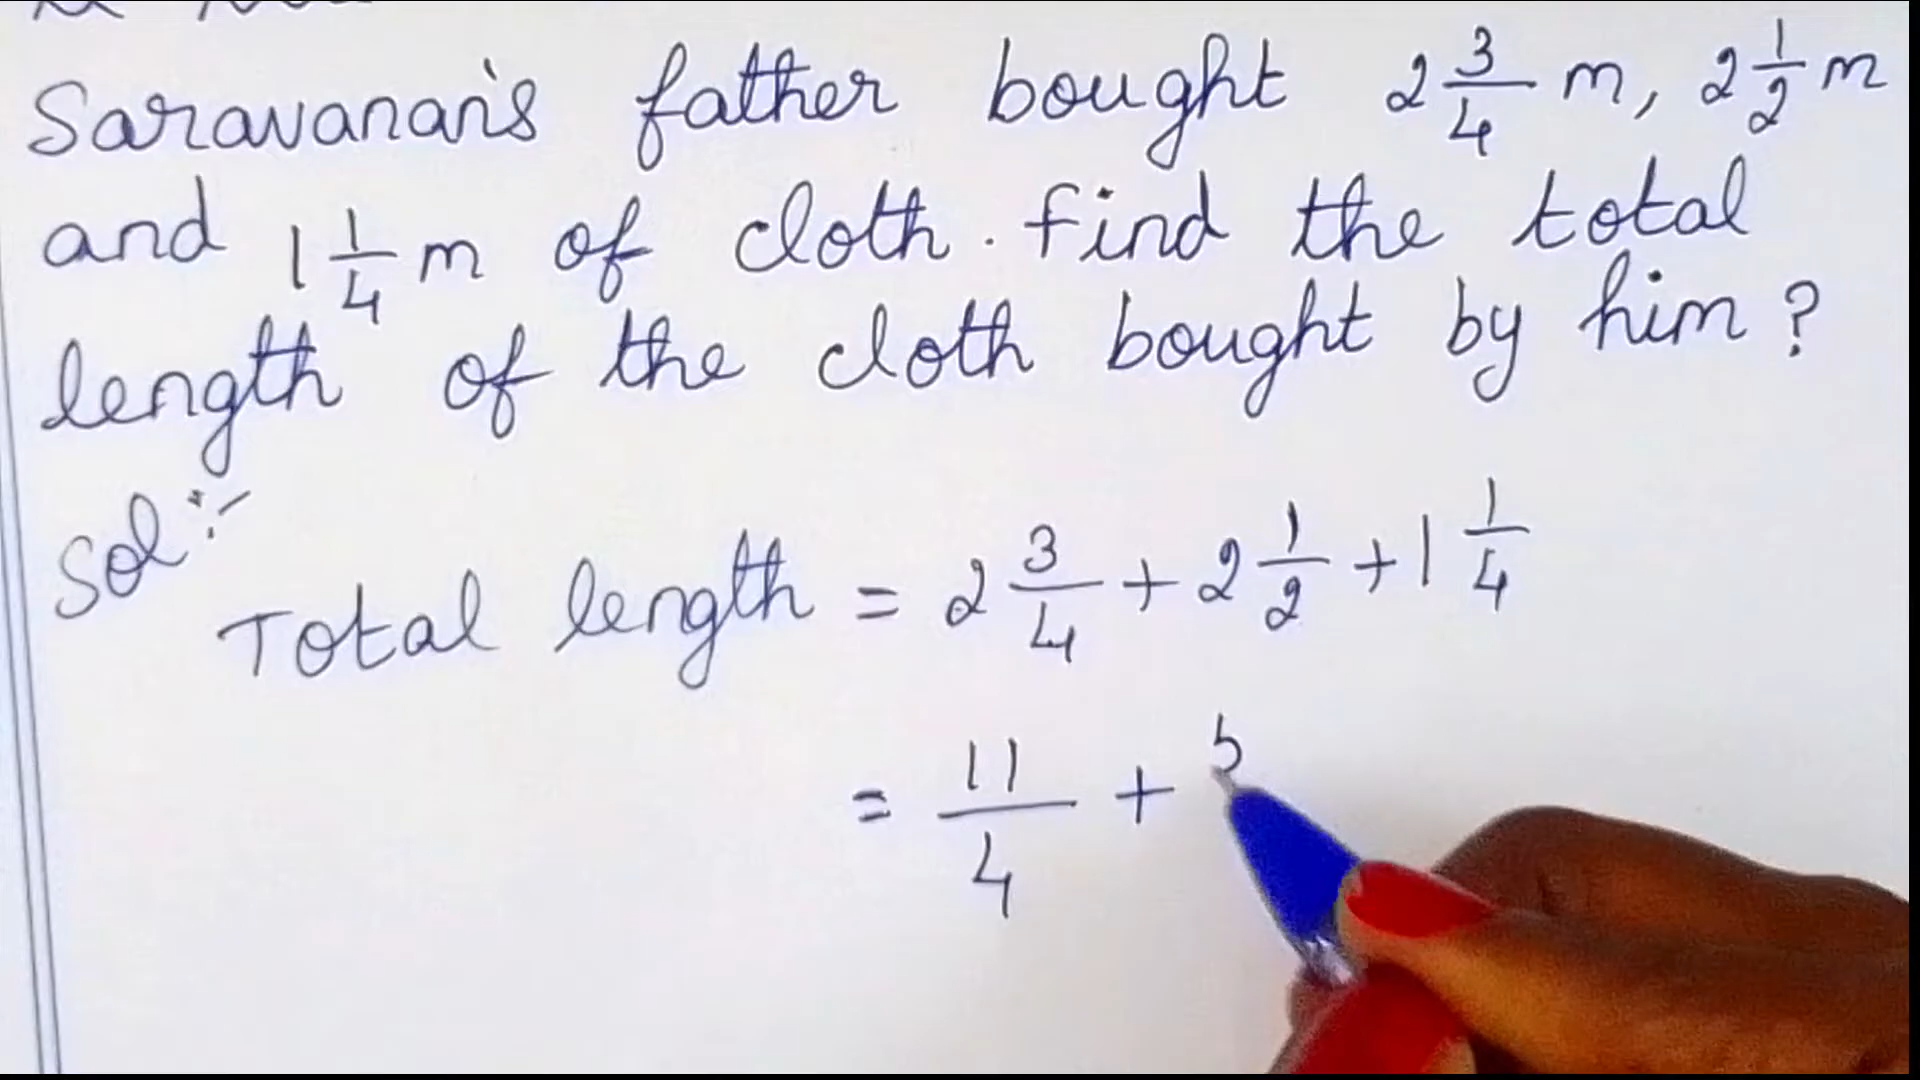 Saravanan's father bought 2 3/4 m, 2 1/2 m
and 1 1/4 m of cloth. Find the total
length of the cloth bought by him?
Sol:-
Total length = 2 3/4 + 2 1/2 + 1 1/4
= 11/4 + 5